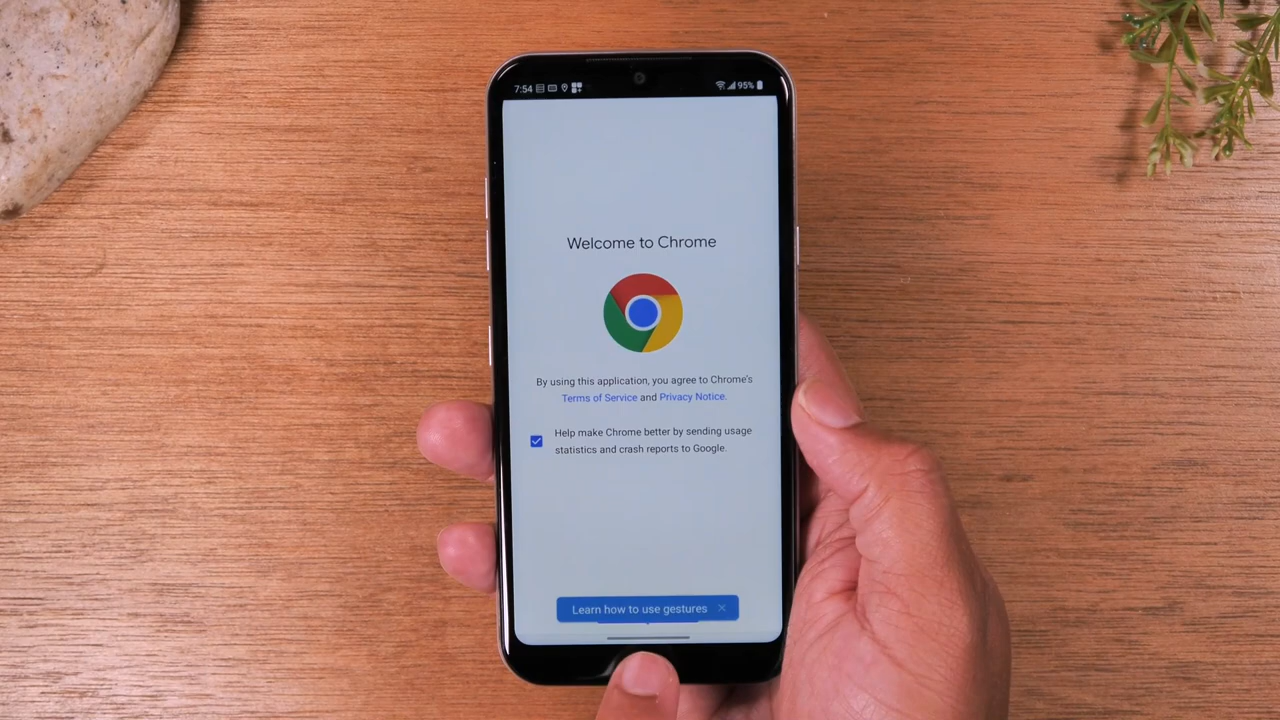 7:54
95%
Welcome to Chrome
By using this application, you agree to Chrome's
Terms of Service and Privacy Notice.
Help make Chrome better by sending usage
statistics and crash reports to Google.
Learn how to use gestures